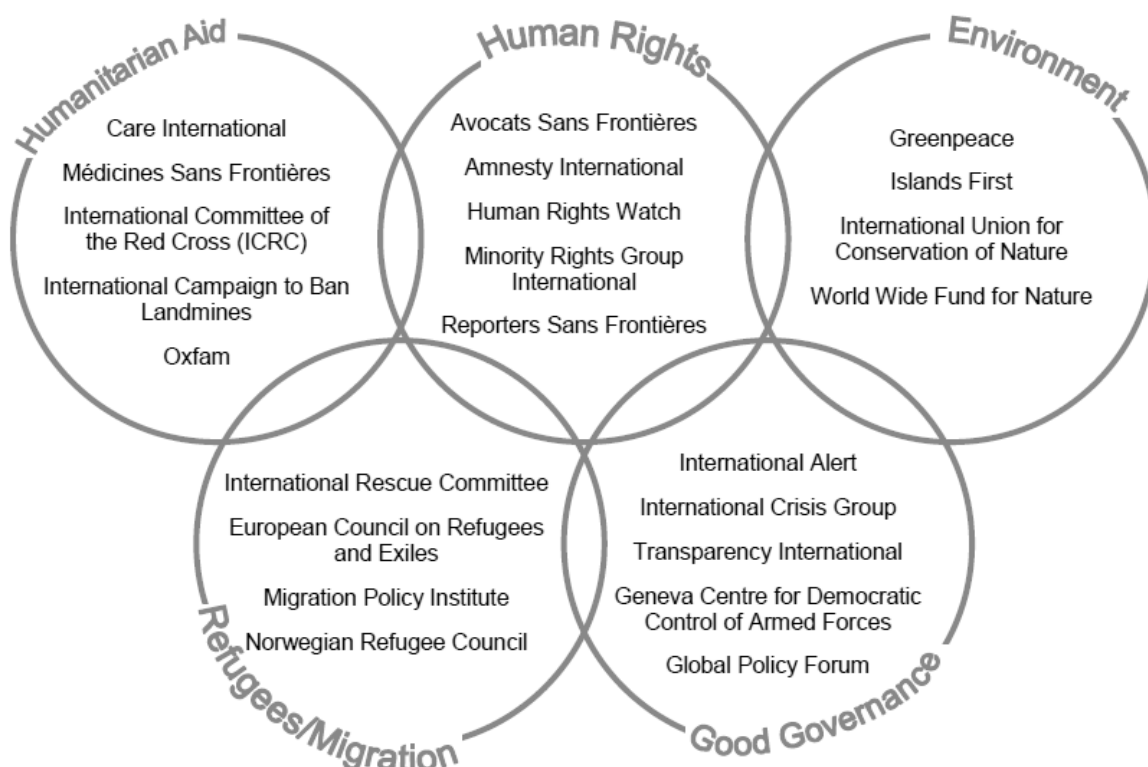 Humanitarian Aid
Care International
Médicines Sans Frontières
International Committee of
the Red Cross (ICRC)
International Campaign to Ban
Landmines
Oxfam
Human Rights
Avocats Sans Frontières
Amnesty International
Human Rights Watch
Minority Rights Group
International
Reporters Sans Frontières
Environment
Greenpeace
Islands First
International Union for
Conservation of Nature
World Wide Fund for Nature
International Rescue Committee
European Council on Refugees
and Exiles
Migration Policy Institute
Norwegian Refugee Council
Refugees/Migration
International Alert
International Crisis Group
Transparency International
Geneva Centre for Democratic
Control of Armed Forces
Global Policy Forum
Good Governance